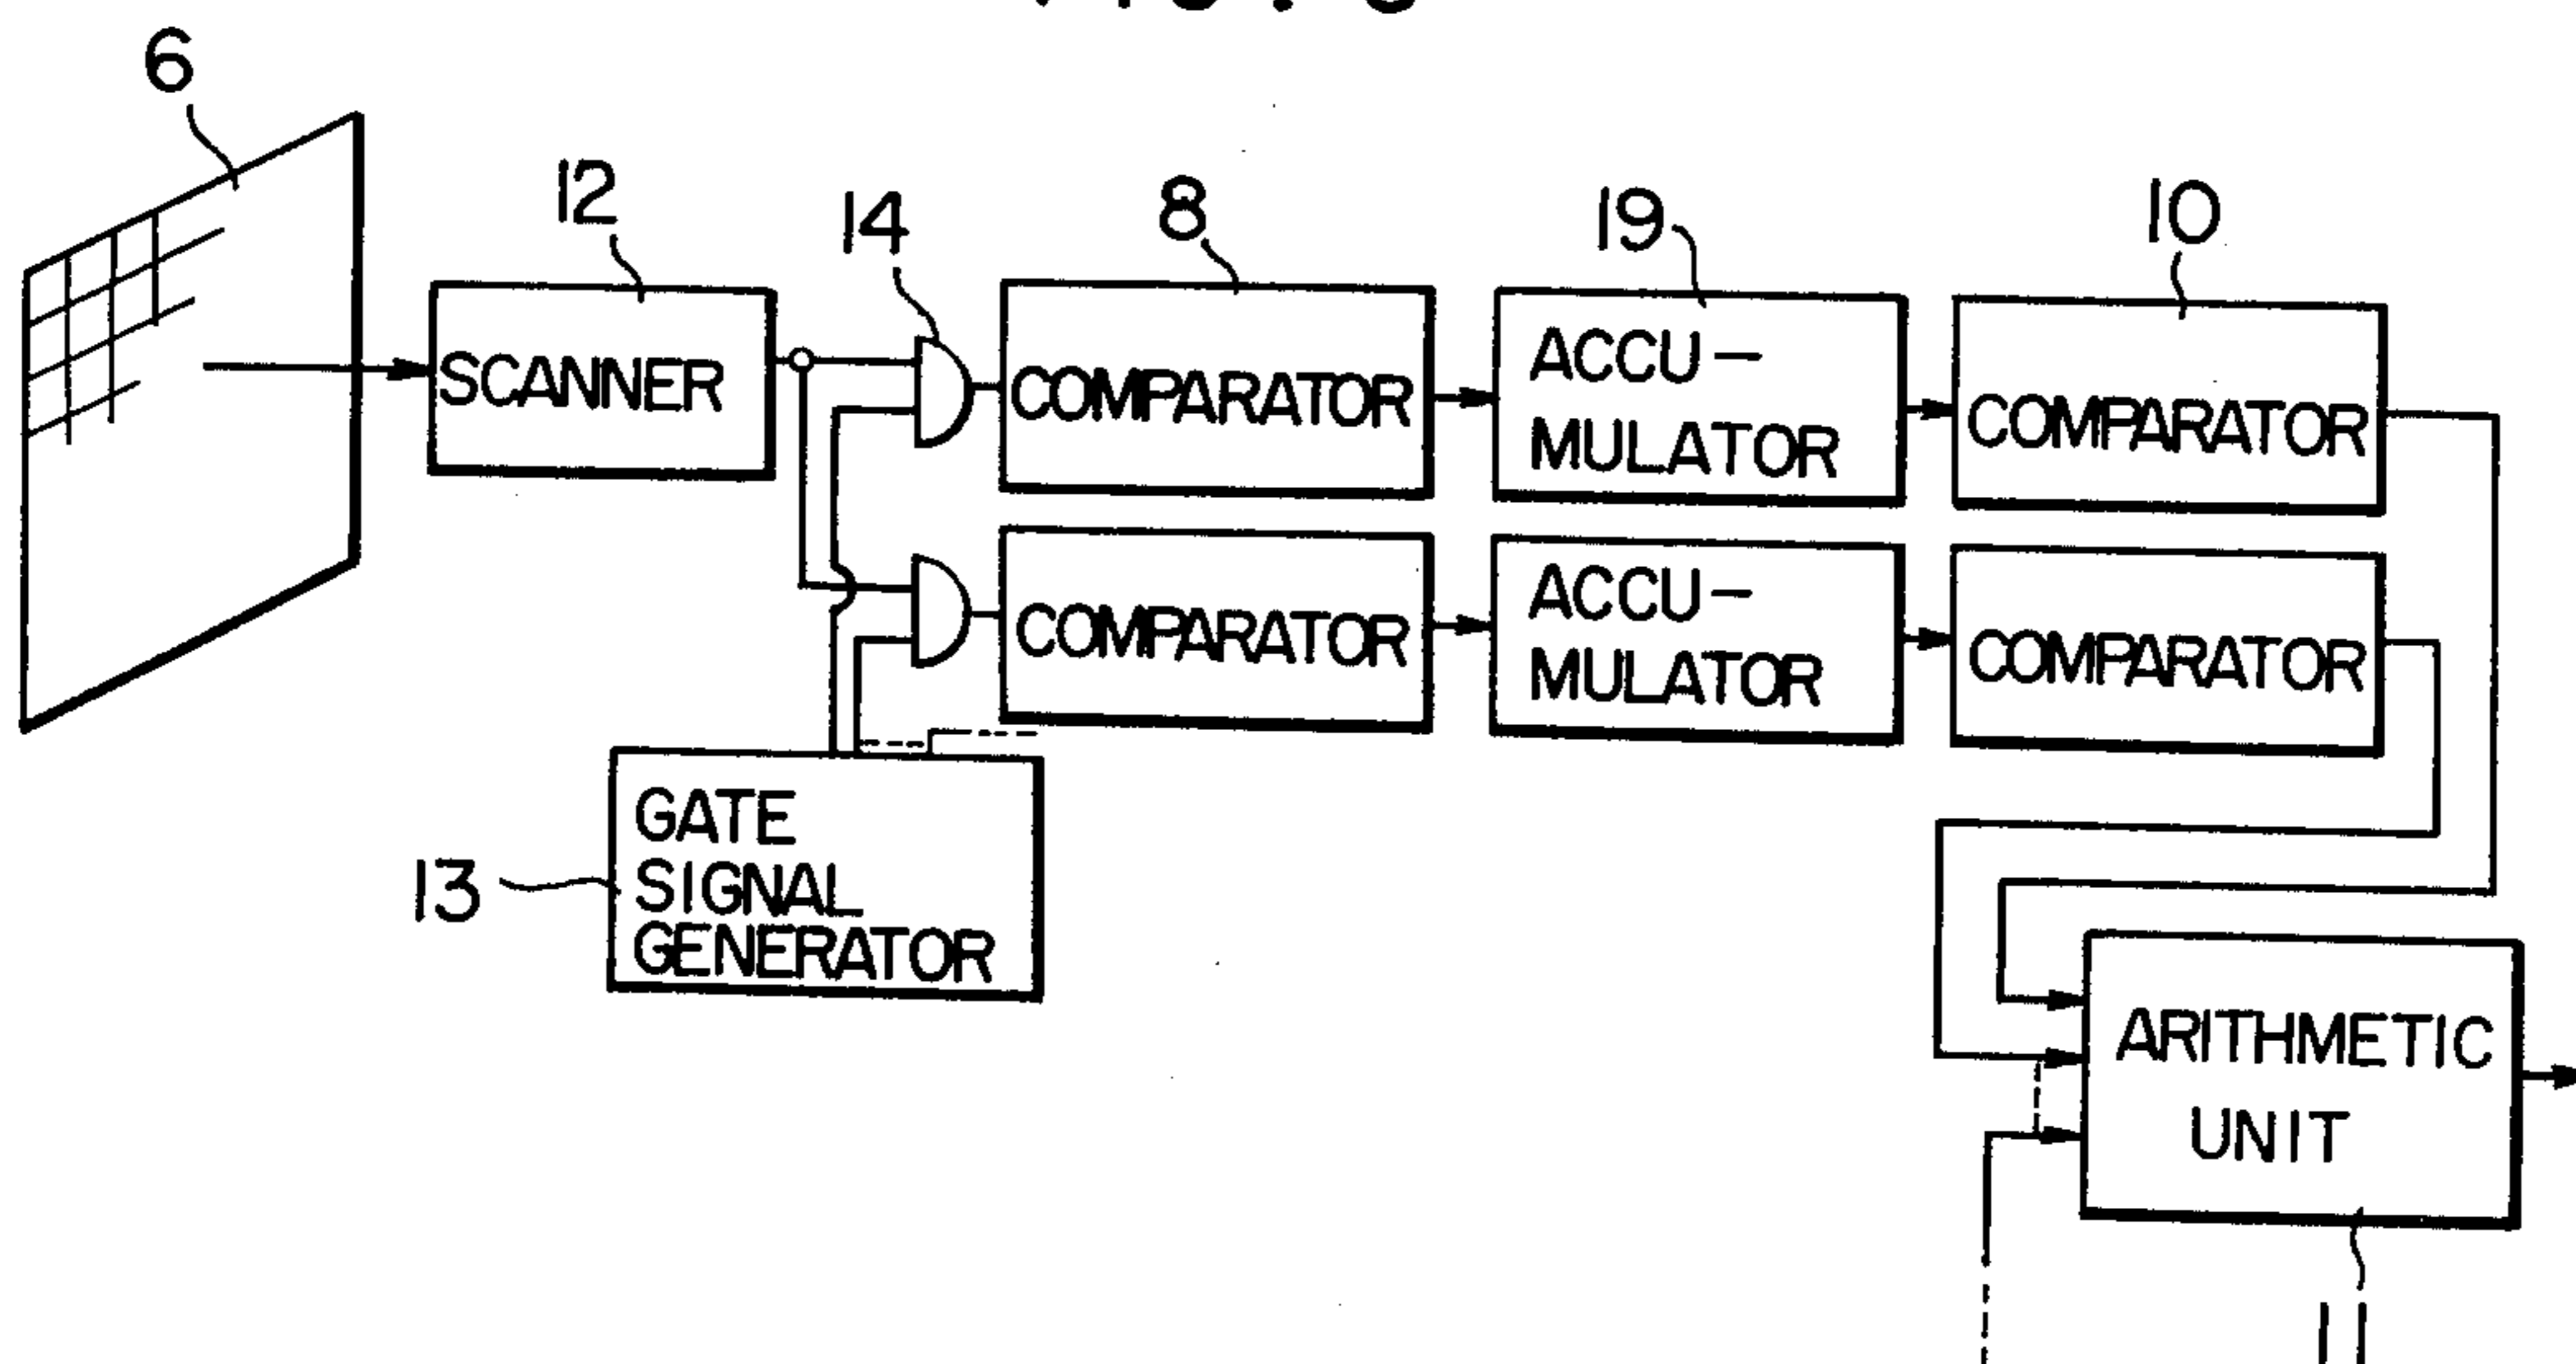 6
12
14
8
19
10
SCANNER
COMPARATOR
ACCU-
MULATOR
COMPARATOR
COMPARATOR
ACCU-
MULATOR
COMPARATOR
13
GATE
SIGNAL
GENERATOR
ARITHMETIC
UNIT
11